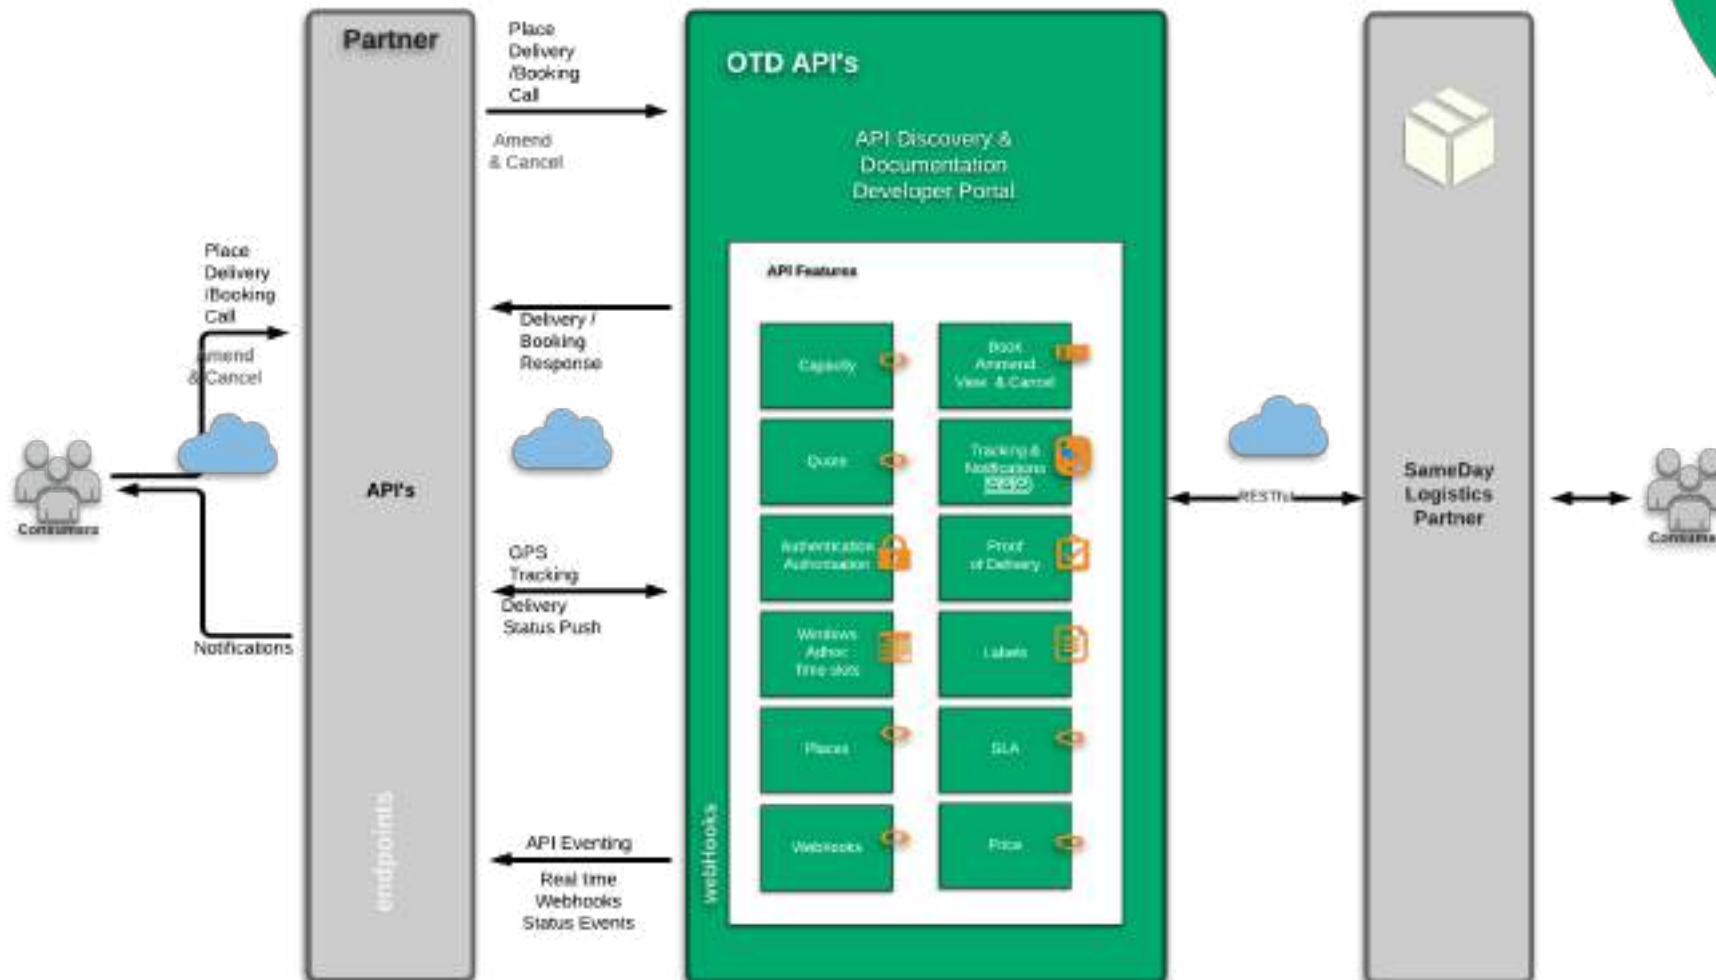 Partner
Place
Delivery
/Booking
Call
Amend
& Cancel
OTD API's
API Discovery &
Documentation
Developer Portal
Place
Delivery
/Booking
Call
Amend
& Cancel
API Features
Delivery /
Booking
Response
Capacity
Book
Ammend
View & Cancel
Quote
Tracking &
Notifications
Consumers
API's
RESTful
SameDay
Logistics
Partner
GPS
Tracking
Delivery
Status Push
Authentication
Authorisation
Proof
of Delivery
Notifications
Windows
Adhoc
Time slots
Labels
Places
SLA
endpoints
webHooks
API Eventing
Real time
Webhooks
Status Events
WebHooks
Price